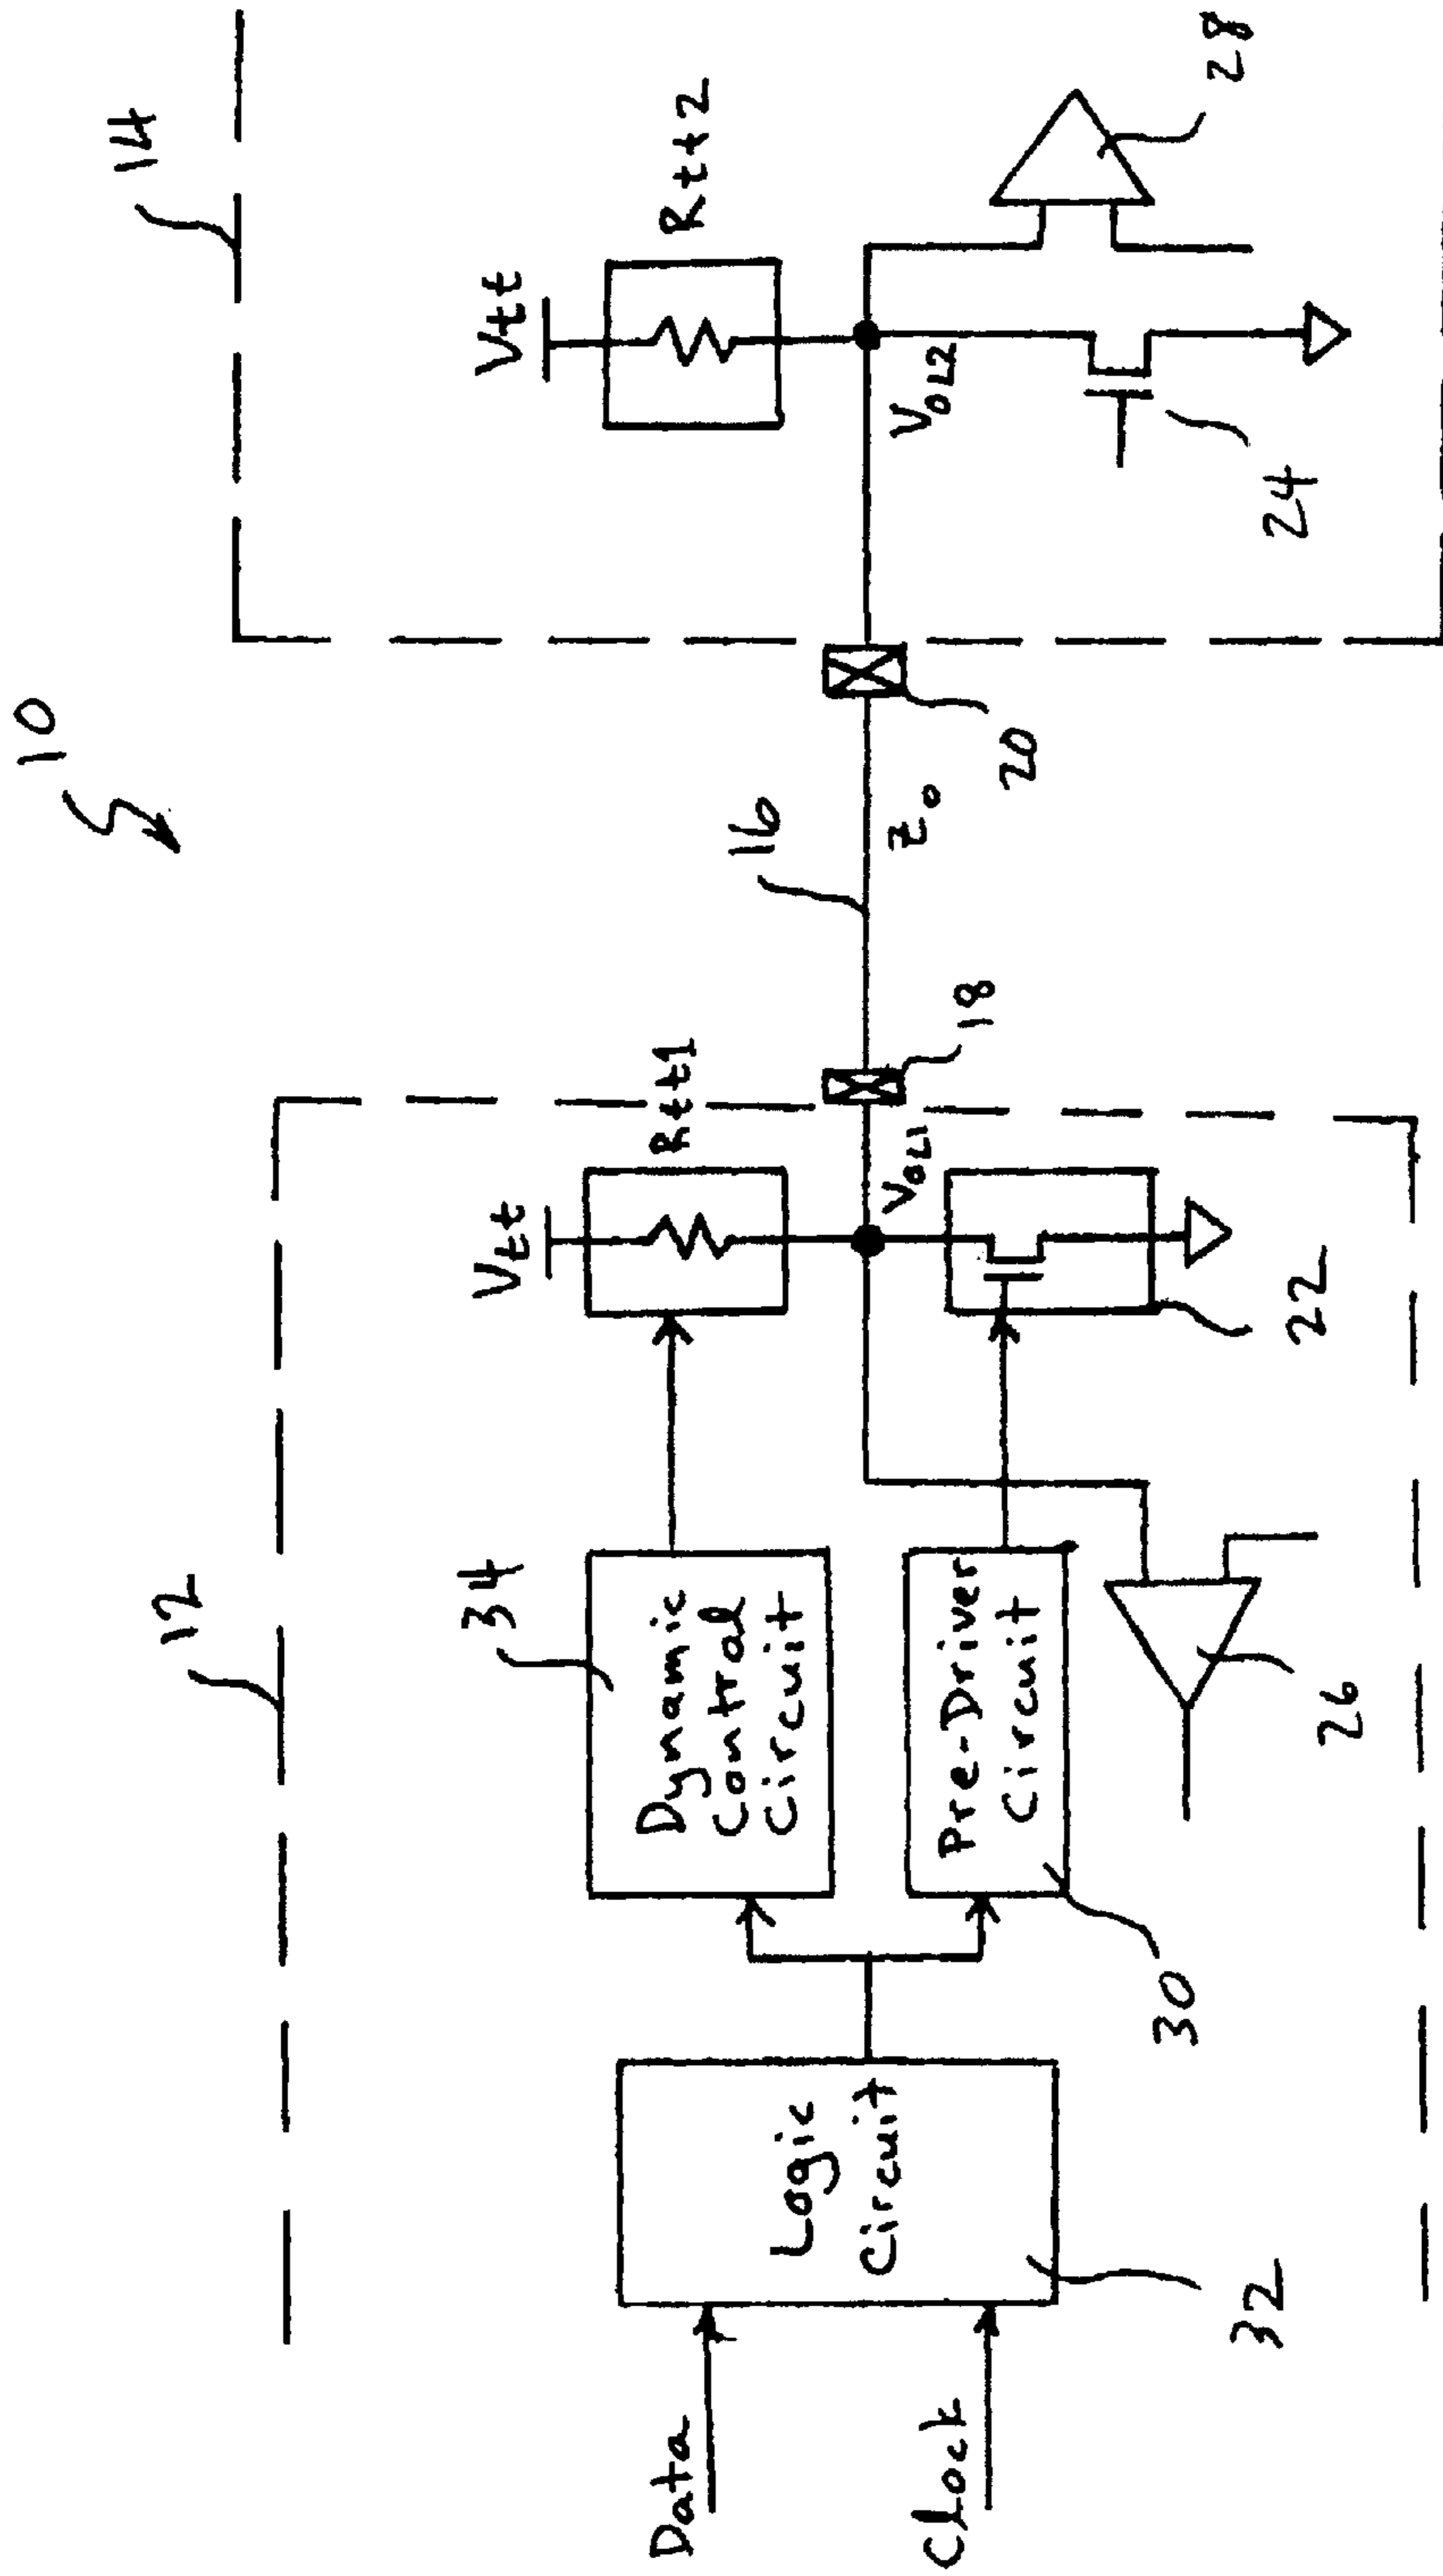 10
12
14
Data
Clock
Logic
Circuit
32
34
Dynamic
Control
Circuit
Pre-Driver
Circuit
30
26
Vtt
Rtt1
VOL1
22
18
16
Zo
20
Vtt
Rtt2
VOL2
24
28